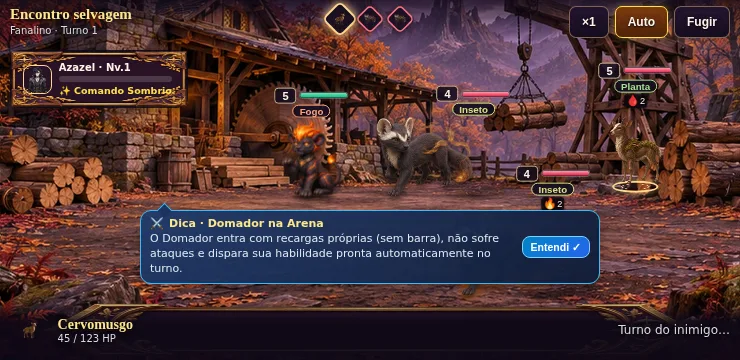 Encontro selvagem
Fanalino · Turno 1
×1
Auto
Fugir
Azazel · Nv.1
✨ Comando Sombrio:
5
Fogo
4
Inseto
5
Planta
2
4
Inseto
2
⚔️ Dica · Domador na Arena
O Domador entra com recargas próprias (sem barra), não sofre
ataques e dispara sua habilidade pronta automaticamente no
turno.
Entendi ✓
Cervomusgo
45 / 123 HP
Turno do inimigo...